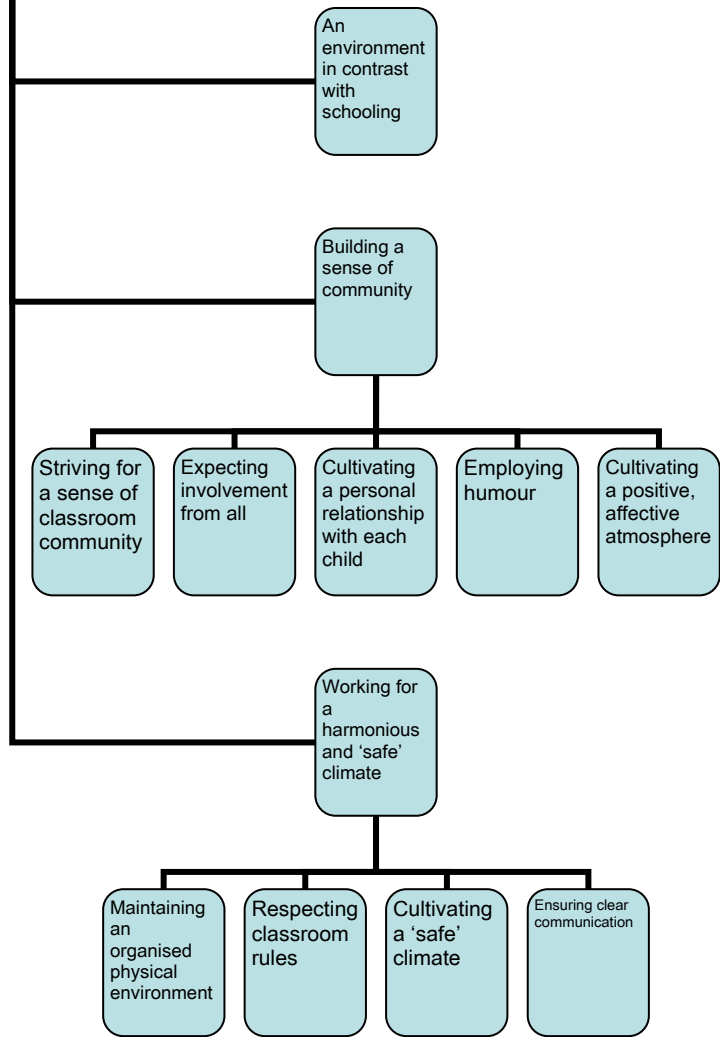 An
environment
in contrast
with
schooling
Building a
sense of
community
Striving for
a sense of
classroom
community
Expecting
involvement
from all
Cultivating
a personal
relationship
with each
child
Employing
humour
Cultivating
a positive,
affective
atmosphere
Working for
a
harmonious
and ‘safe’
climate
Maintaining
an
organised
physical
environment
Respecting
classroom
rules
Cultivating
a ‘safe’
climate
Ensuring clear
communication